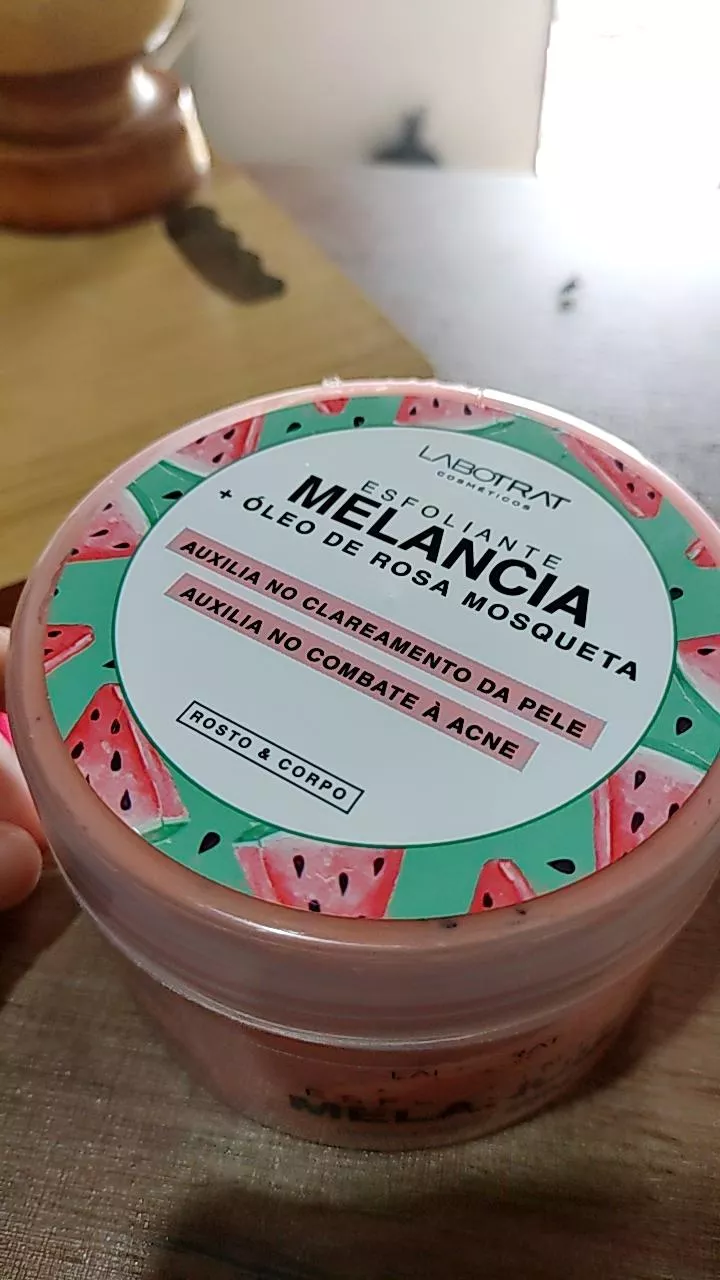 LABOTRAT
COSMÉTICOS
ESFOLIANTE
MELANCIA
+ ÓLEO DE ROSA MOSQUETA
AUXILIA NO CLAREAMENTO DA PELE
AUXILIA NO COMBATE À ACNE
ROSTO & CORPO